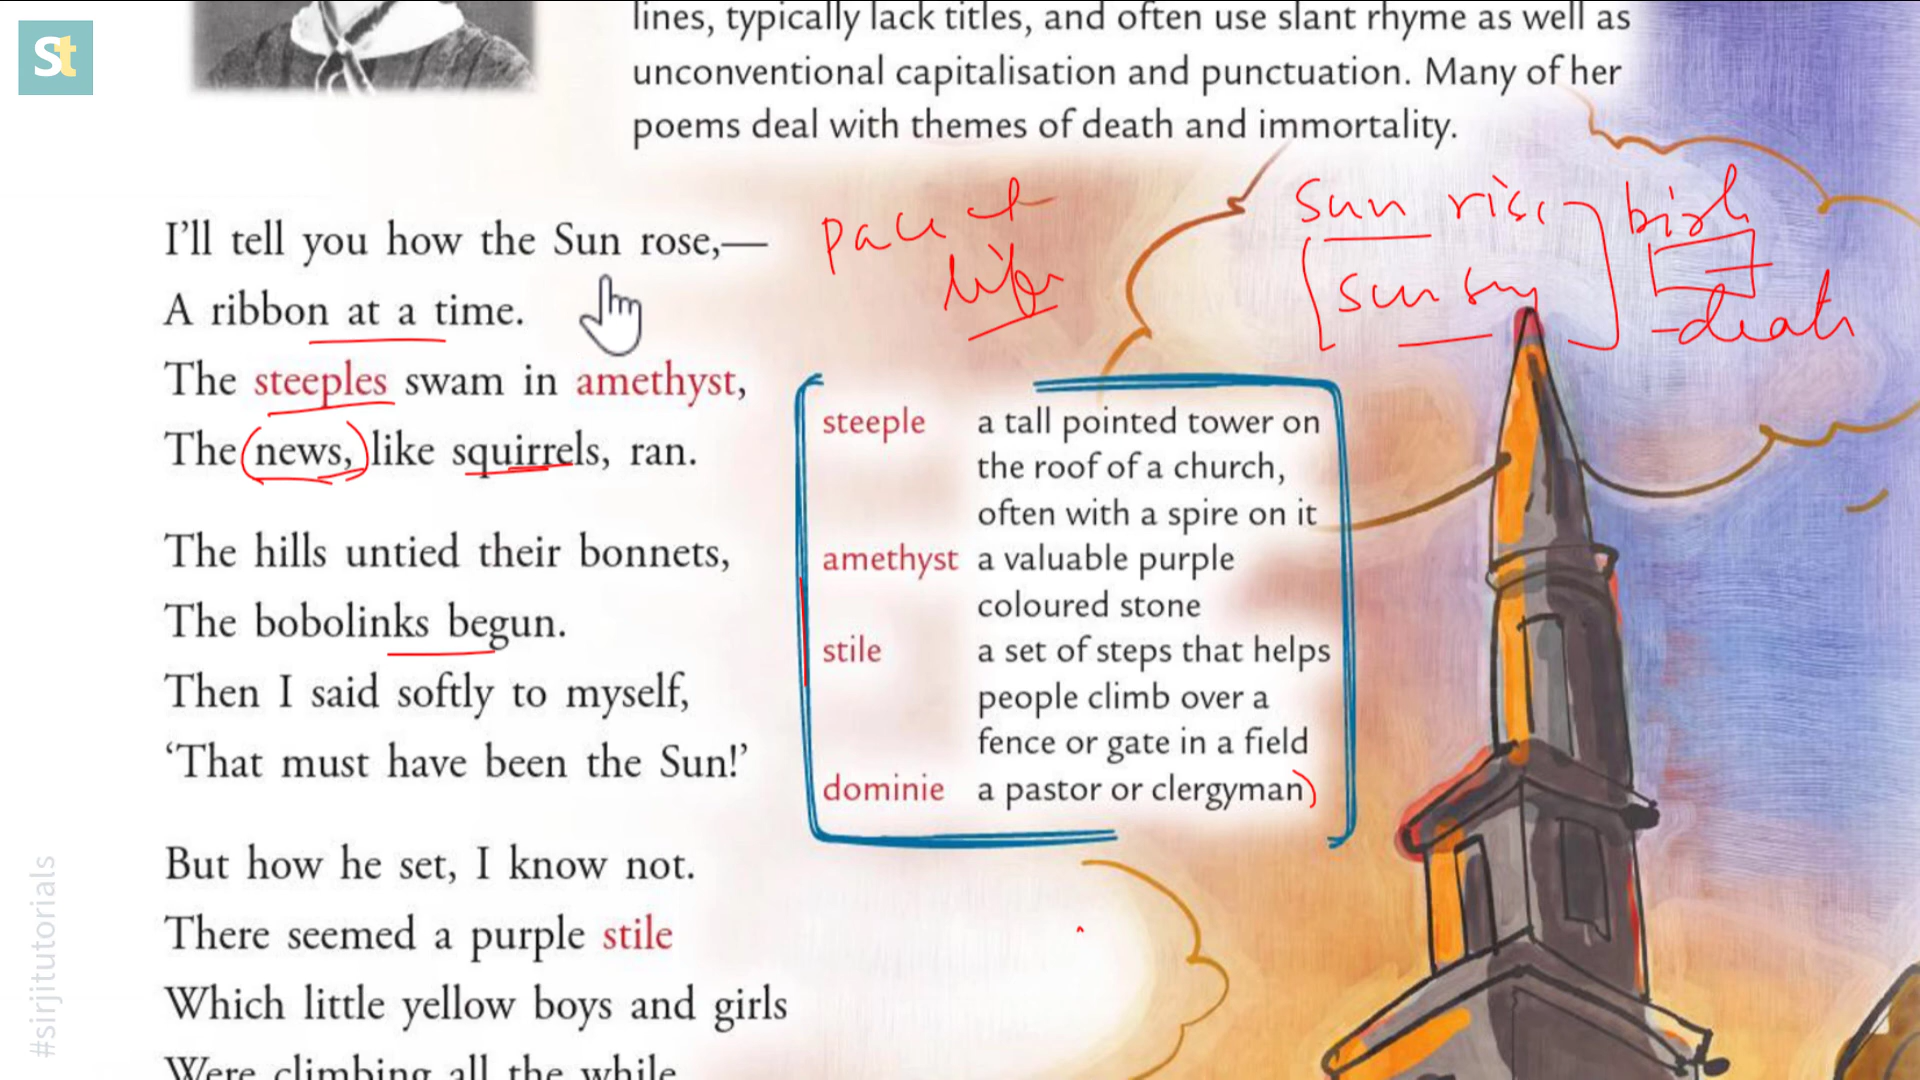 St
lines, typically lack titles, and often use slant rhyme as well as
unconventional capitalisation and punctuation. Many of her
poems deal with themes of death and immortality.
I'll tell you how the Sun rose,—
A ribbon at a time.
The steeples swam in amethyst,
The news, like squirrels, ran.
The hills untied their bonnets,
The bobolinks begun.
Then I said softly to myself,
‘That must have been the Sun!’
But how he set, I know not.
There seemed a purple stile
Which little yellow boys and girls
Were climbing all the while
sun rise
birth
sun
death
steeple a tall pointed tower on
the roof of a church,
often with a spire on it
amethyst a valuable purple
coloured stone
stile a set of steps that helps
people climb over a
fence or gate in a field
dominie a pastor or clergyman
#sirjitutorials